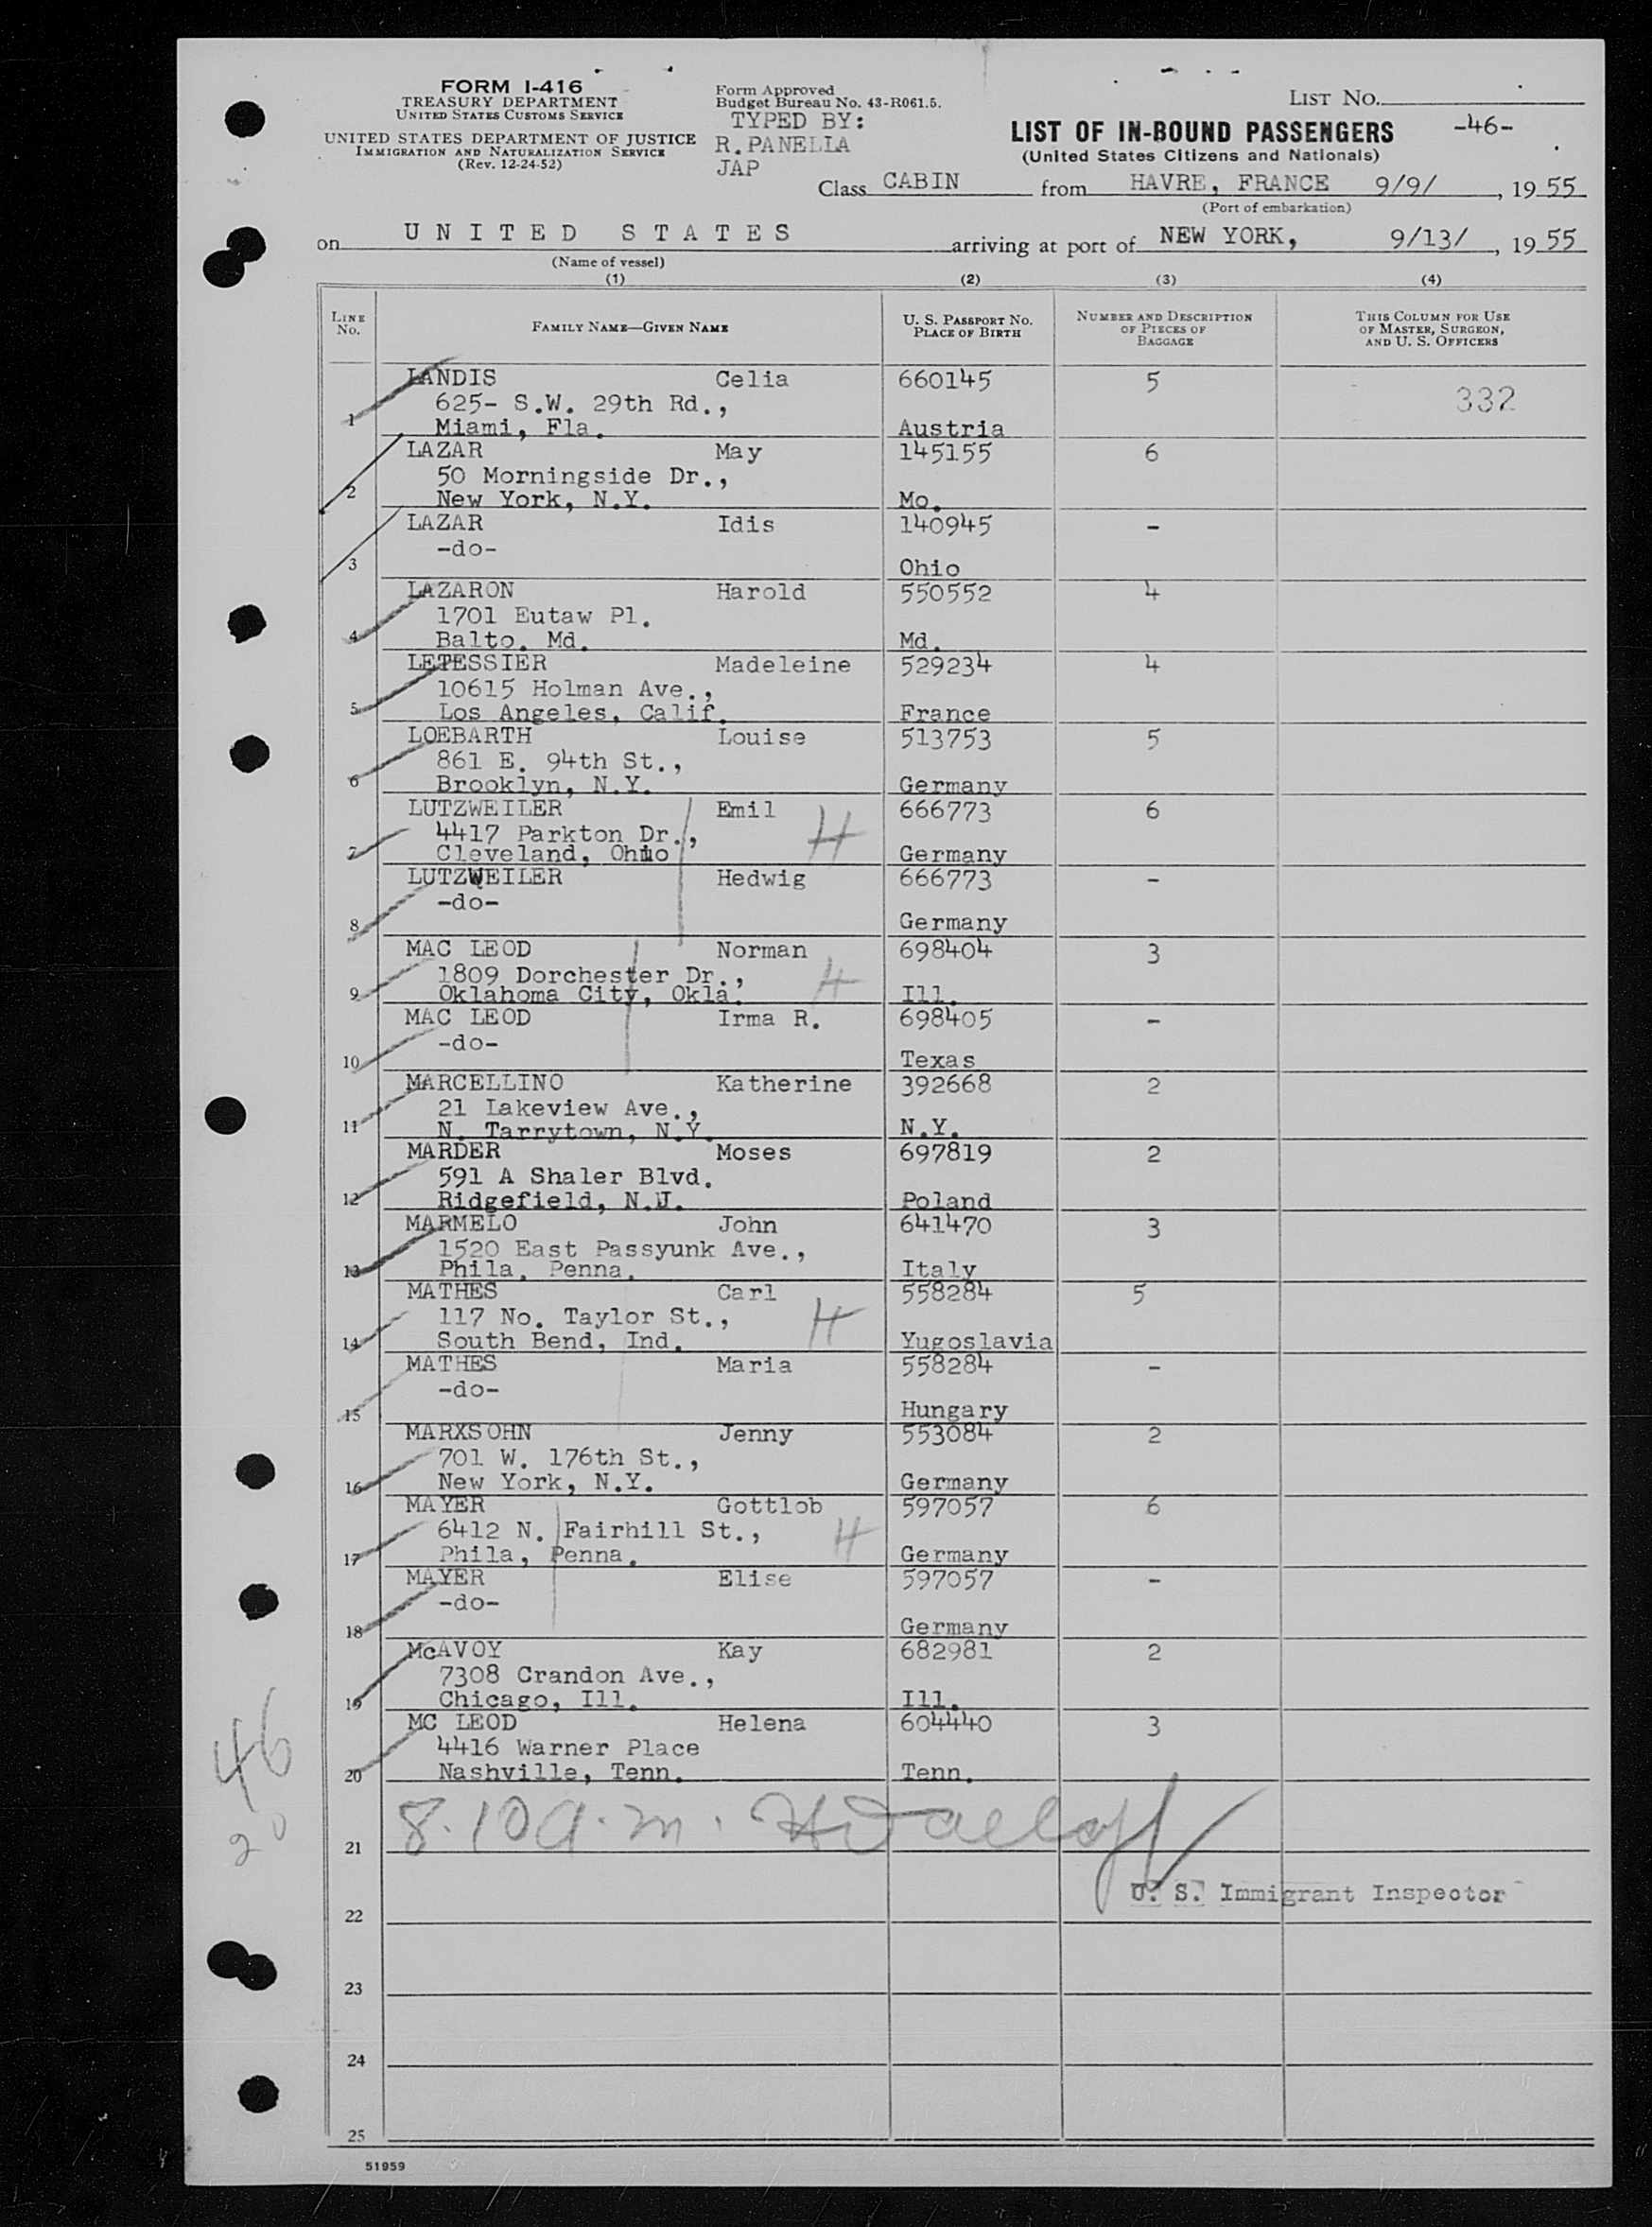 FORM I-416
TREASURY DEPARTMENT
UNITED STATES CUSTOMS SERVICE
UNITED STATES DEPARTMENT OF JUSTICE
IMMIGRATION AND NATURALIZATION SERVICE
(Rev. 12-24-52)
Form Approved
Budget Bureau No. 43-R061.5.
TYPED BY:
R.PANELLA
JAP
LIST NO.
LIST OF IN-BOUND PASSENGERS -46-
(United States Citizens and Nationals)
Class CABIN from HAVRE, FRANCE 9/9/, 19 55
(Port of embarkation)
on UNITED STATES arriving at port of NEW YORK, 9/13/, 19 55
(Name of vessel)
(1) (2) (3) (4)
LINE NO. FAMILY NAME—GIVEN NAME U. S. PASSPORT NO. PLACE OF BIRTH NUMBER AND DESCRIPTION OF PIECES OF BAGGAGE THIS COLUMN FOR USE OF MASTER, SURGEON, AND U. S. OFFICERS
LANDIS Celia 660145 5
625- S.W. 29th Rd., 332
1 Miami, Fla. Austria
LAZAR May 145155 6
50 Morningside Dr.,
2 New York, N.Y. Mo.
LAZAR Idis 140945 -
-do-
3 Ohio
LAZARON Harold 550552 4
1701 Eutaw Pl.
4 Balto. Md. Md.
LETESSIER Madeleine 529234 4
10615 Holman Ave.,
5 Los Angeles, Calif. France
LOEBARTH Louise 513753 5
861 E. 94th St.,
6 Brooklyn, N.Y. Germany
LUTZWEILER Emil H 666773 6
4417 Parkton Dr.,
7 Cleveland, Ohio Germany
LUTZWEILER Hedwig 666773 -
-do-
8 Germany
MAC LEOD Norman 698404 3
1809 Dorchester Dr., H
9 Oklahoma City, Okla. Ill.
MAC LEOD Irma R. 698405 -
-do-
10 Texas
MARCELLINO Katherine 392668 2
21 Lakeview Ave.,
11 N. Tarrytown, N.Y. N.Y.
MARDER Moses 697819 2
591 A Shaler Blvd.
12 Ridgefield, N.J. Poland
MARMELO John 641470 3
1520 East Passyunk Ave.,
13 Phila. Penna. Italy
MATHES Carl 558284 5
117 No. Taylor St., H
14 South Bend, Ind. Yugoslavia
MATHES Maria 558284 -
-do-
15 Hungary
MARXSOHN Jenny 553084 2
701 W. 176th St.,
16 New York, N.Y. Germany
MAYER Gottlob 597057 6
6412 N. Fairhill St., H
17 Phila, Penna. Germany
MAYER Elise 597057 -
-do-
18 Germany
McAVOY Kay 682981 2
7308 Crandon Ave.,
19 Chicago, Ill. Ill.
MC LEOD Helena 604440 3
4416 Warner Place
20 Nashville, Tenn. Tenn.
46
20
8.10 a.m.
21
U. S. Immigrant Inspector
22
23
24
25
51959